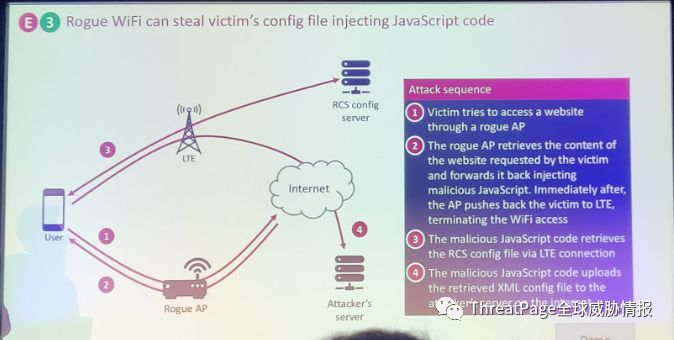 E 3 Rogue WiFi can steal victim's config file injecting JavaScript code
RCS config
server
LTE
3
Internet
User
1
2
Rogue AP
4
Attacker's
server
Attack sequence
1 Victim tries to access a website
through a rogue AP
2 The rogue AP retrieves the content of
the website requested by the victim
and forwards it back injecting
malicious JavaScript. Immediately after,
the AP pushes back the victim to LTE,
terminating the WiFi access
3 The malicious JavaScript code retrieves
the RCS config file via LTE connection
4 The malicious JavaScript code uploads
the retrieved XML config file to the
server on the
ThreatPage全球威胁情报
Demo